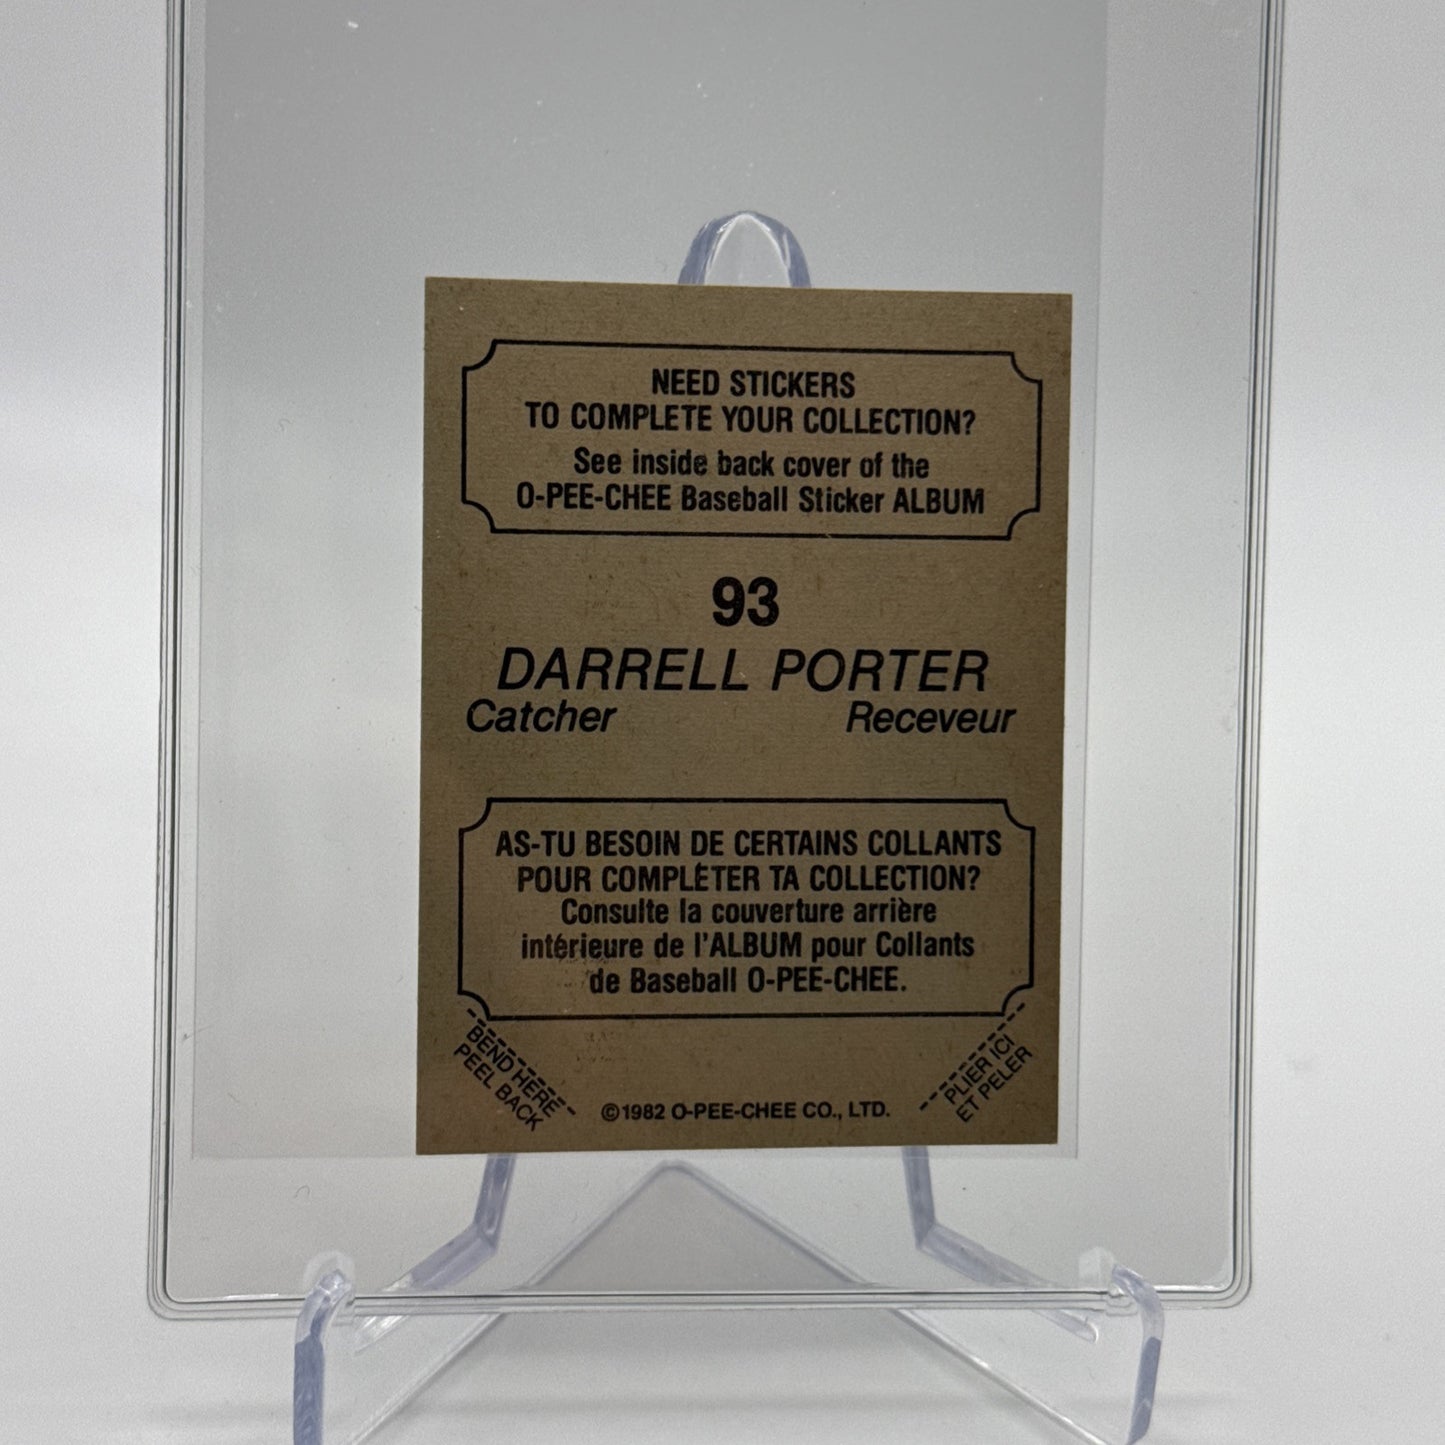 NEED STICKERS
TO COMPLETE YOUR COLLECTION?
See inside back cover of the
O-PEE-CHEE Baseball Sticker ALBUM
93
DARRELL PORTER
Catcher Receveur
AS-TU BESOIN DE CERTAINS COLLANTS
POUR COMPLÉTER TA COLLECTION?
Consulte la couverture arrière
intérieure de l'ALBUM pour Collants
de Baseball O-PEE-CHEE.
BEND HERE
PEEL BACK
©1982 O-PEE-CHEE CO., LTD.
PLIER ICI
ET PELER